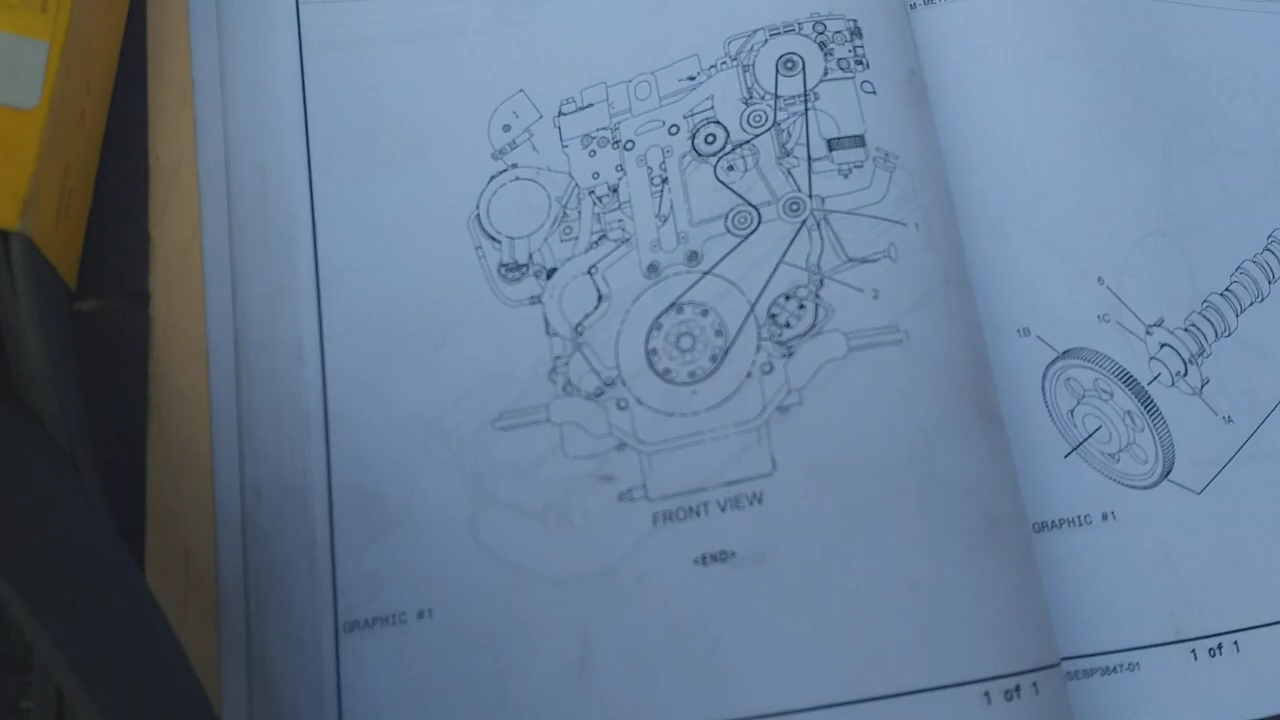 1
2
FRONT VIEW
<END>
GRAPHIC #1
1 of 1
6
1C
1B
1A
GRAPHIC #1
SEBP3847-01
1 of 1